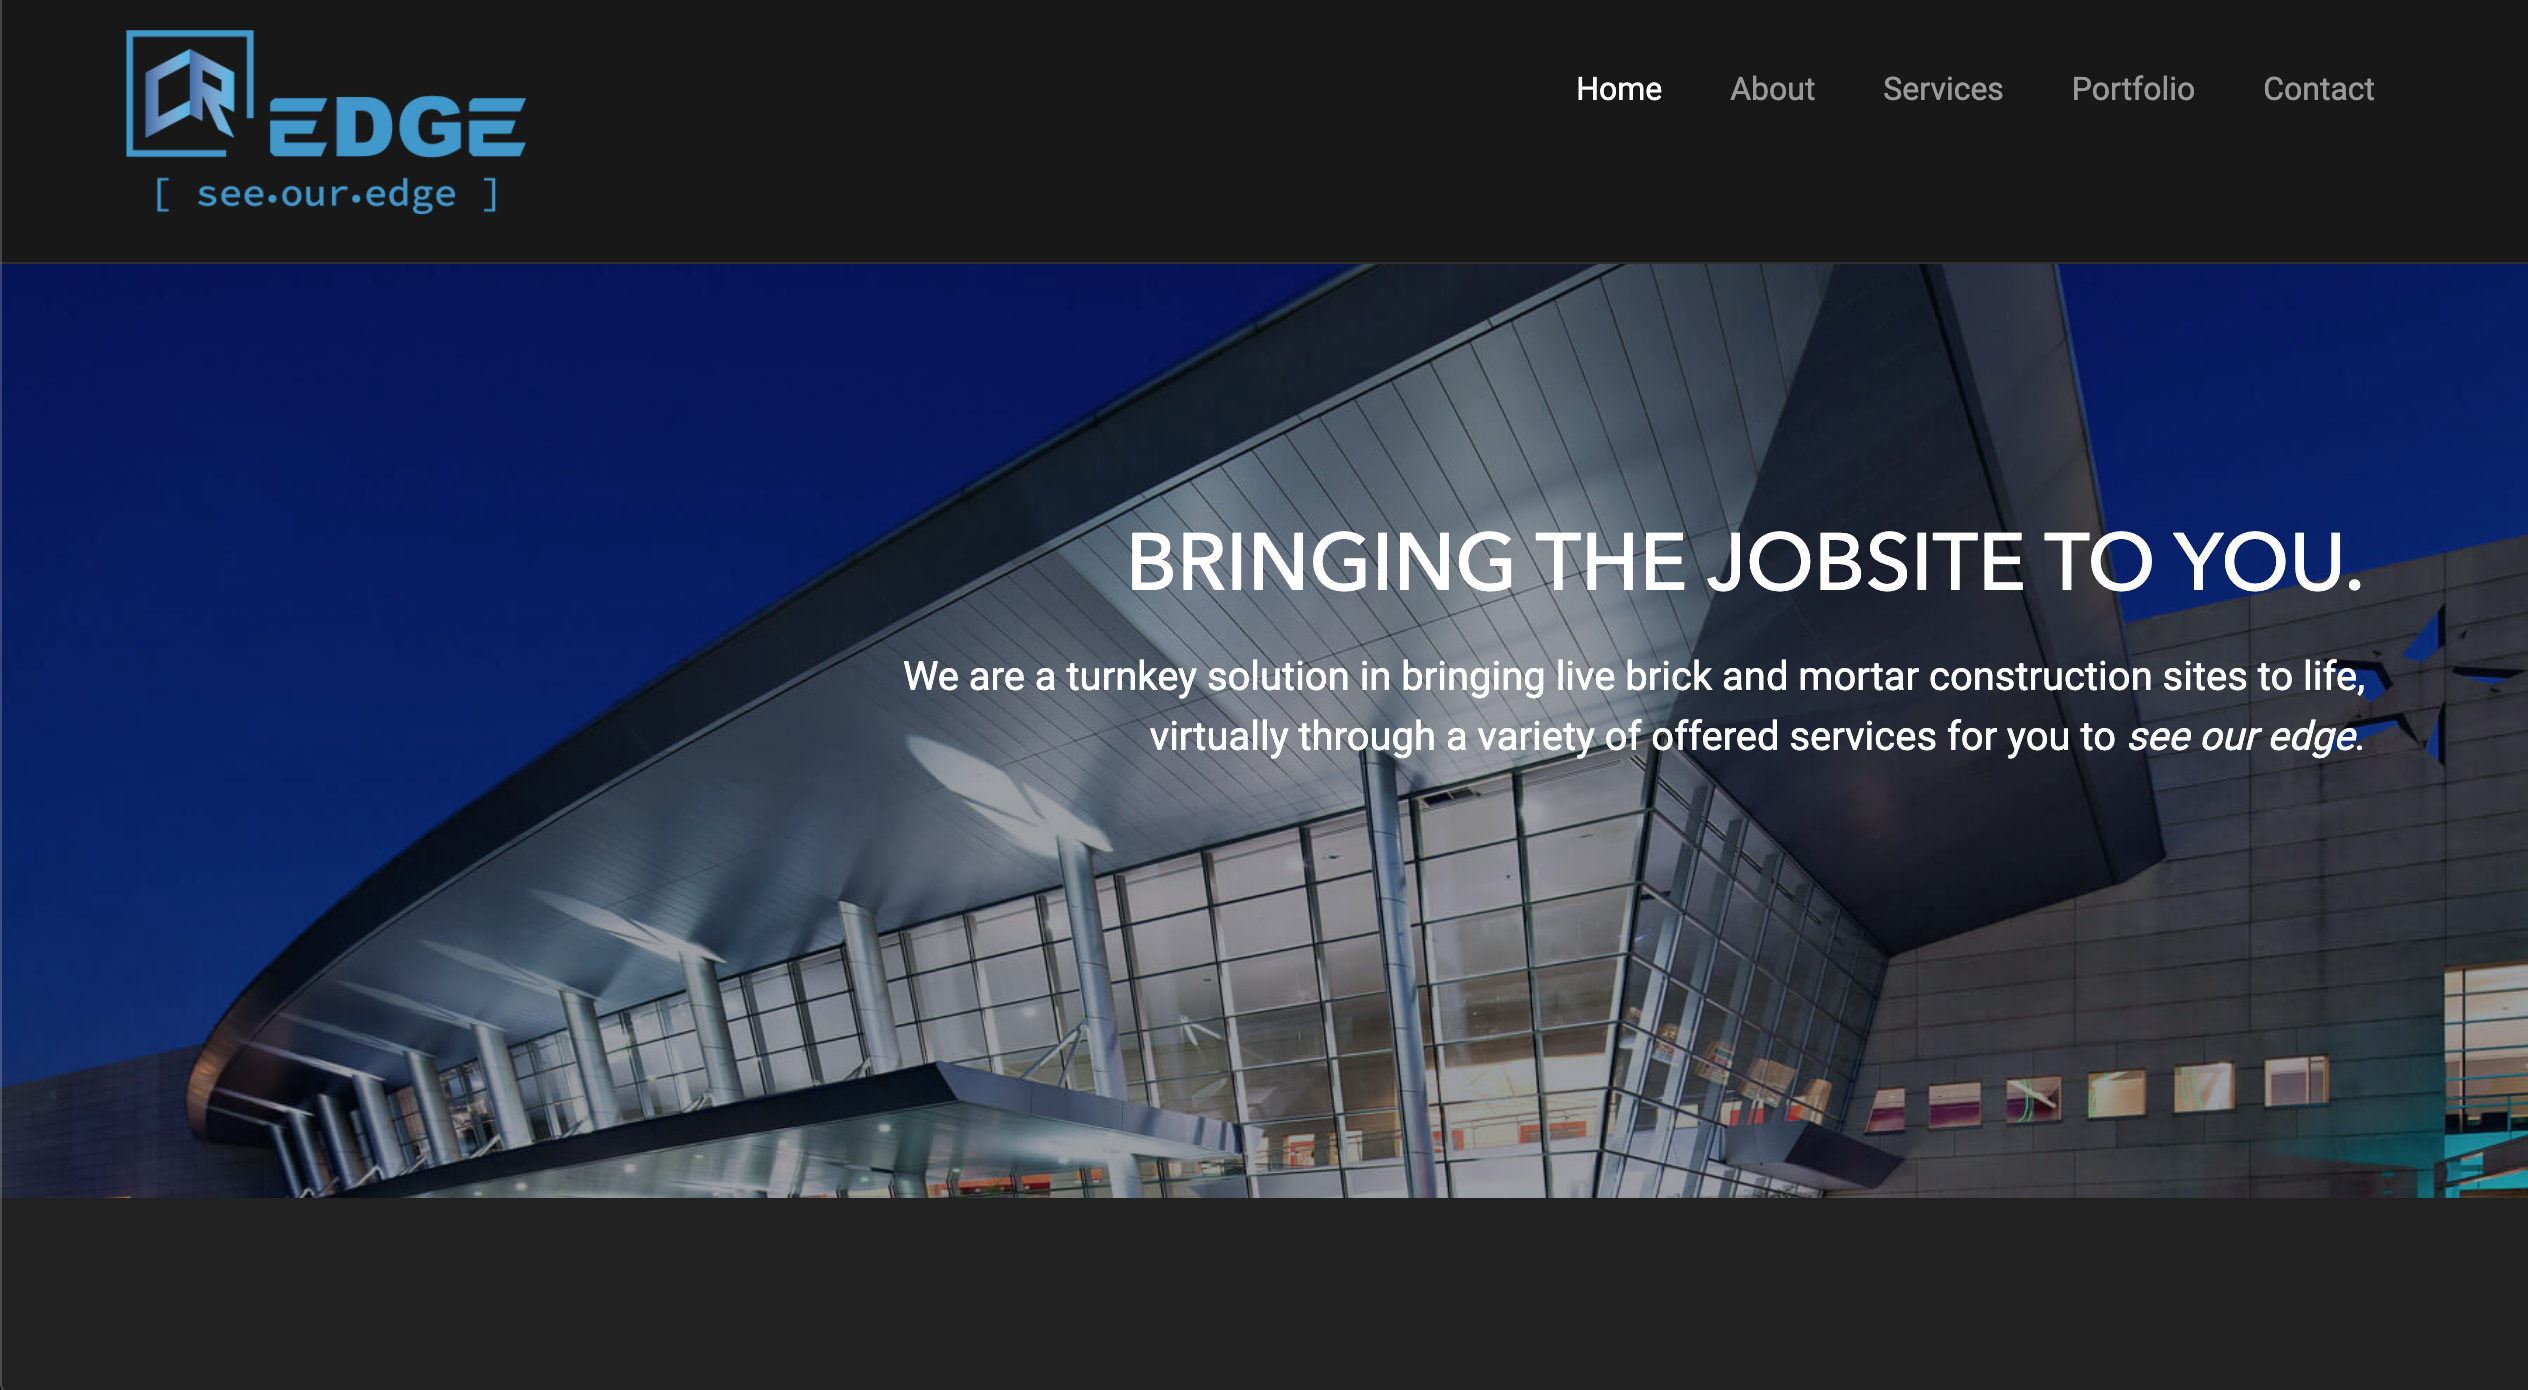 CR EDGE
[ see.our.edge ]
Home About Services Portfolio Contact
BRINGING THE JOBSITE TO YOU.
We are a turnkey solution in bringing live brick and mortar construction sites to life,
virtually through a variety of offered services for you to see our edge.